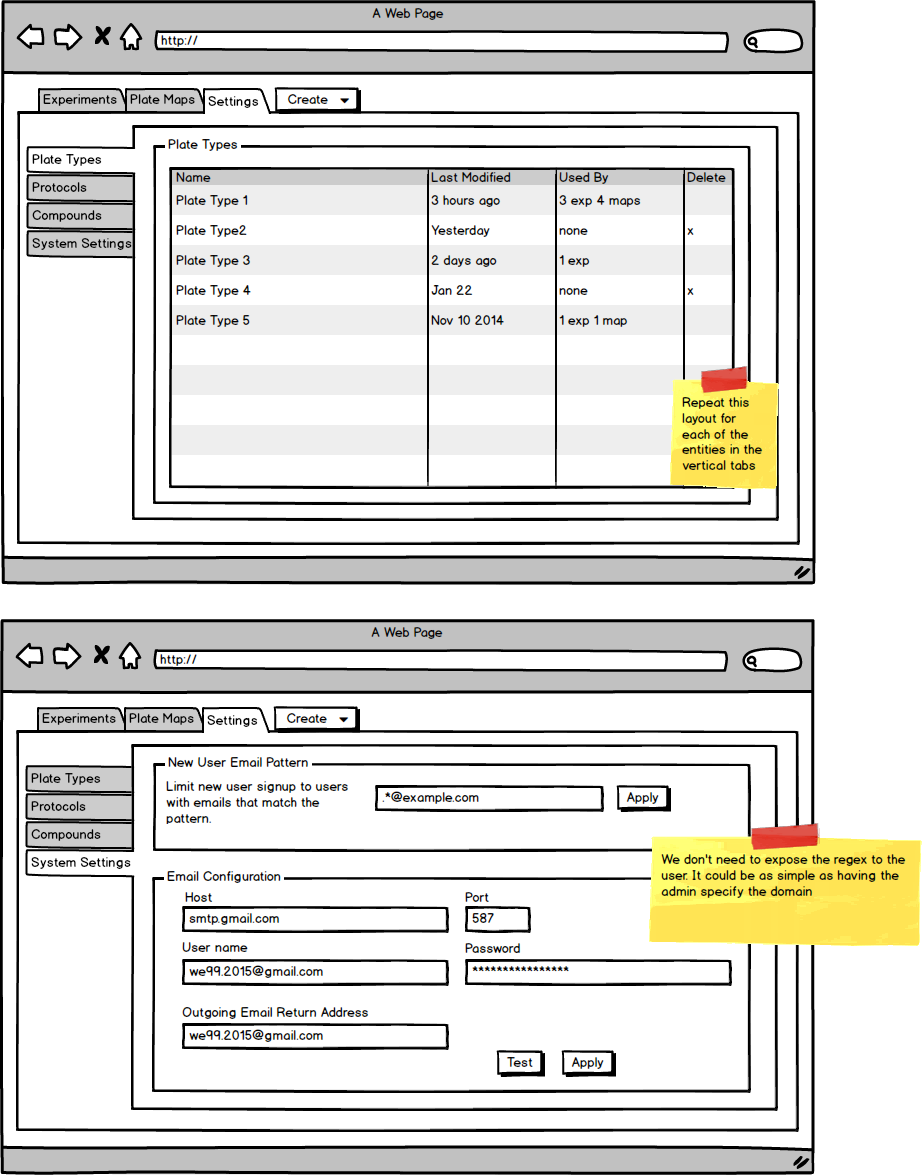 A Web Page
http://
Experiments Plate Maps Settings Create
Plate Types
Protocols
Compounds
System Settings
Plate Types
Name Last Modified Used By Delete
Plate Type 1 3 hours ago 3 exp 4 maps
Plate Type2 Yesterday none x
Plate Type 3 2 days ago 1 exp
Plate Type 4 Jan 22 none x
Plate Type 5 Nov 10 2014 1 exp 1 map
Repeat this
layout for
each of the
entities in the
vertical tabs
A Web Page
http://
Experiments Plate Maps Settings Create
Plate Types
Protocols
Compounds
System Settings
New User Email Pattern
Limit new user signup to users
with emails that match the
pattern.
.*@example.com Apply
We don't need to expose the regex to the
user. It could be as simple as having the
admin specify the domain
Email Configuration
Host Port
smtp.gmail.com 587
User name Password
we99.2015@gmail.com ****************
Outgoing Email Return Address
we99.2015@gmail.com
Test Apply